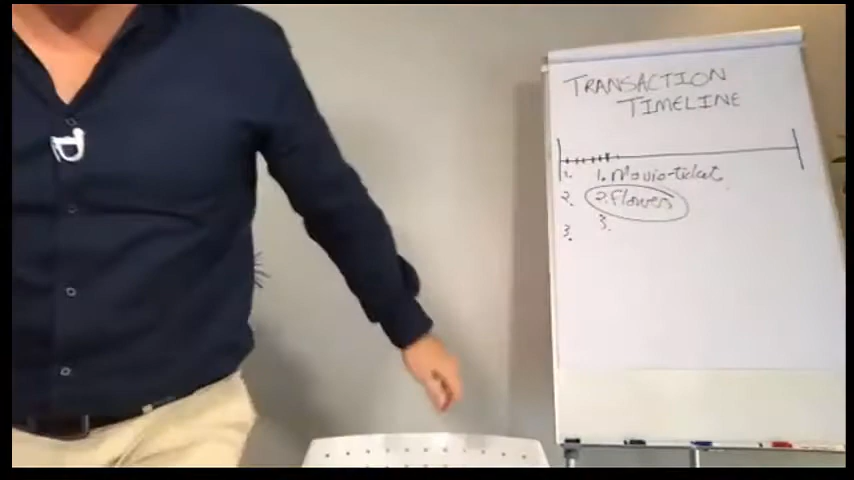 TRANSACTION
TIMELINE
1. 1. Movie-ticket
2. 2. Flowers
3. 3.